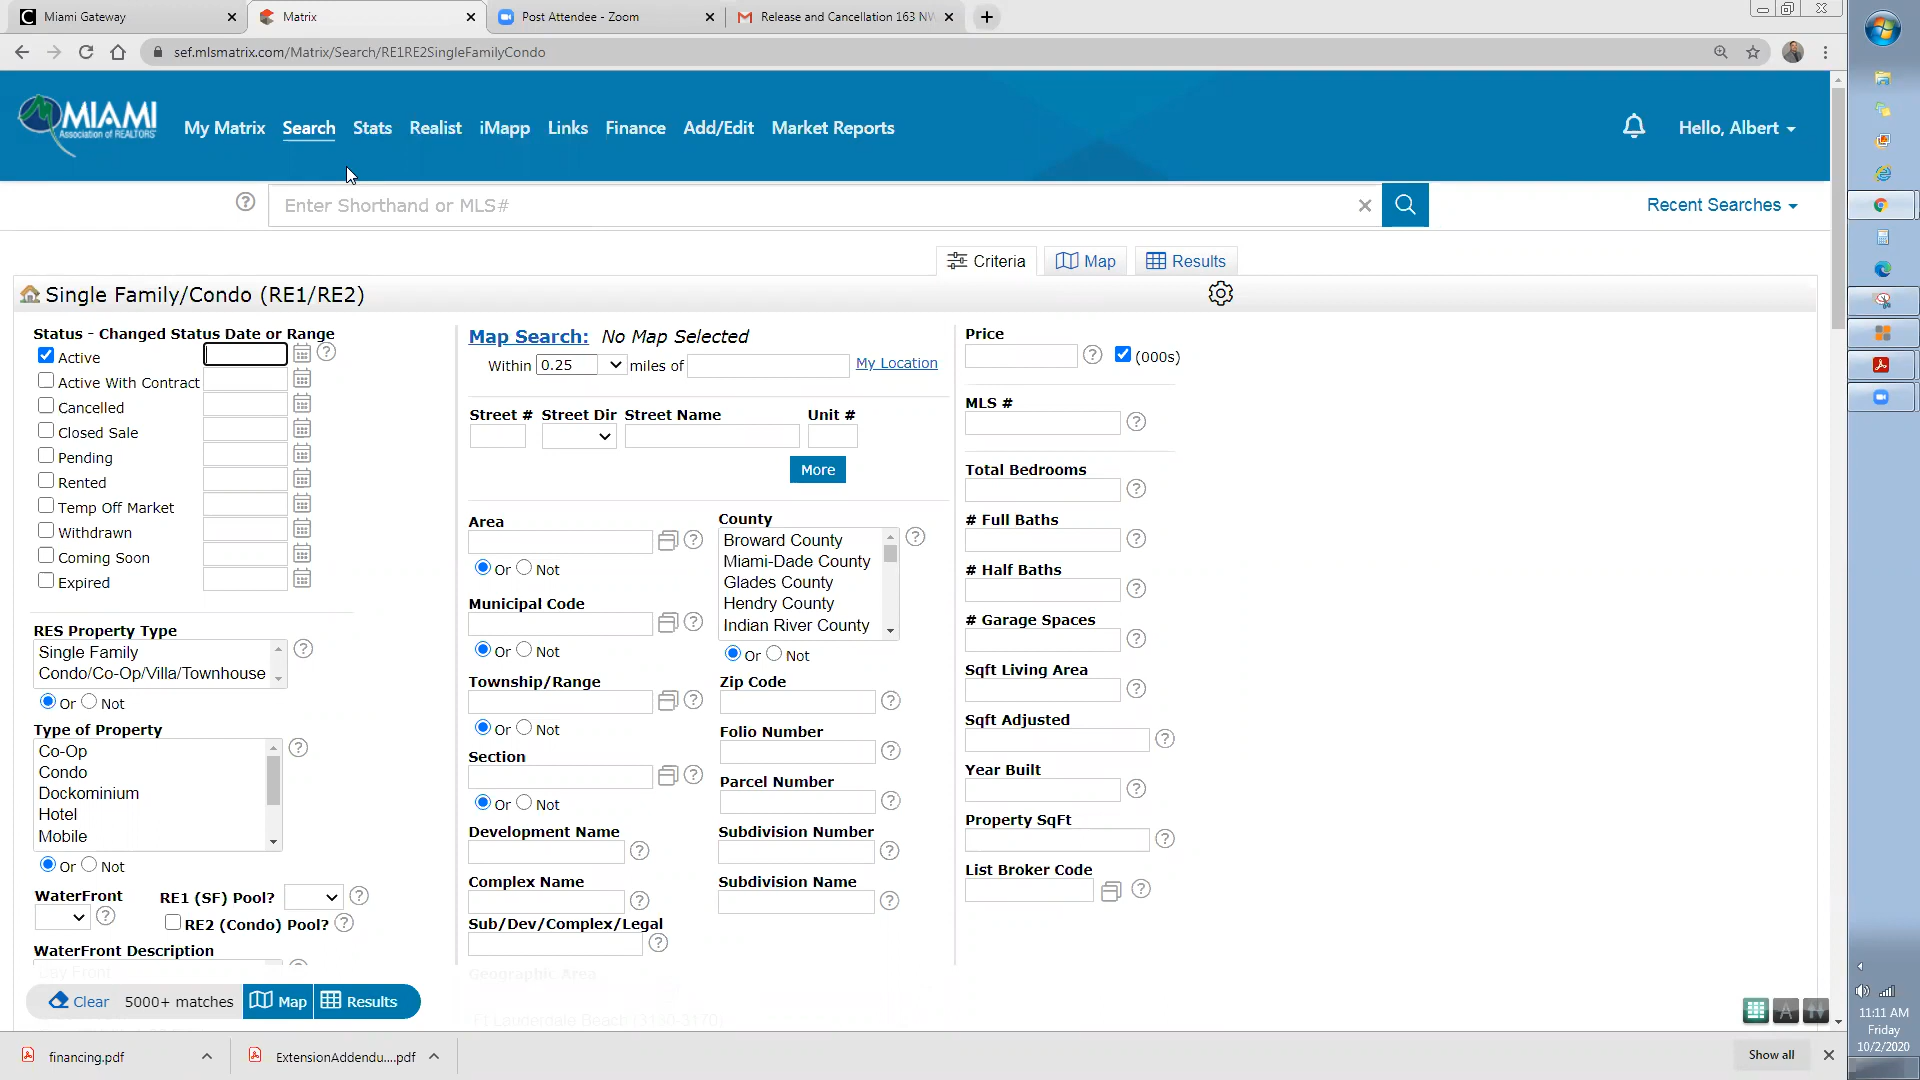 Miami Gateway
Matrix
Post Attendee - Zoom
Release and Cancellation 163 NW
sef.mlsmatrix.com/Matrix/Search/RE1RE2SingleFamilyCondo
MIAMI
Association of REALTORS®
My Matrix
Search
Stats
Realist
iMapp
Links
Finance
Add/Edit
Market Reports
Hello, Albert
Enter Shorthand or MLS#
Recent Searches
Criteria
Map
Results
Single Family/Condo (RE1/RE2)
Status - Changed Status Date or Range
Active
Active With Contract
Cancelled
Closed Sale
Pending
Rented
Temp Off Market
Withdrawn
Coming Soon
Expired
RES Property Type
Single Family
Condo/Co-Op/Villa/Townhouse
Or Not
Type of Property
Co-Op
Condo
Dockominium
Hotel
Mobile
Or Not
WaterFront
RE1 (SF) Pool?
RE2 (Condo) Pool?
WaterFront Description
Map Search: No Map Selected
Within 0.25 miles of
My Location
Street # Street Dir Street Name Unit #
More
Area
Or Not
Municipal Code
Or Not
Township/Range
Or Not
Section
Or Not
Development Name
Complex Name
Sub/Dev/Complex/Legal
Geographic Area
Ft Lauderdale Beach (3130-3170)
County
Broward County
Miami-Dade County
Glades County
Hendry County
Indian River County
Or Not
Zip Code
Folio Number
Parcel Number
Subdivision Number
Subdivision Name
Price
(000s)
MLS #
Total Bedrooms
# Full Baths
# Half Baths
# Garage Spaces
Sqft Living Area
Sqft Adjusted
Year Built
Property SqFt
List Broker Code
Clear
5000+ matches
Map
Results
financing.pdf
ExtensionAddendu....pdf
Show all
11:11 AM
Friday
10/2/2020